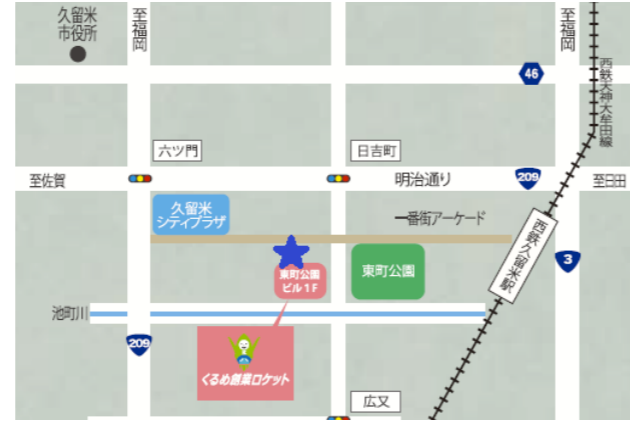 久留米
市役所
至福岡
至福岡
46
西鉄天神大牟田線
六ツ門
日吉町
至佐賀
明治通り
209
至日田
久留米
シティプラザ
一番街アーケード
西鉄久留米駅
東町公園
3
東町公園
ビル1F
池町川
209
くるめ創業ロケット
広又